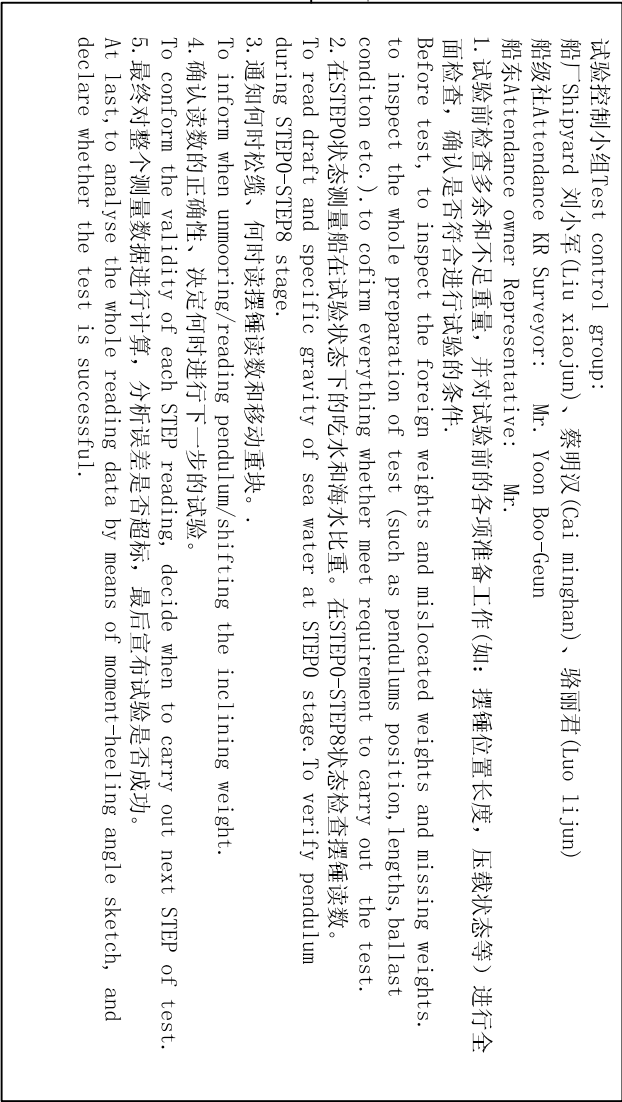 试验控制小组Test control group:
船厂Shipyard 刘小军(Liu xiaojun)、蔡明汉(Cai minghan)、骆丽君(Luo lijun)
船级社Attendance KR Surveyor: Mr. Yoon Boo-Geun
船东Attendance owner Representative: Mr.
1.试验前检查多余和不足重量，并对试验前的各项准备工作(如：摆锤位置长度，压载状态等）进行全
面检查，确认是否符合进行试验的条件.
Before test, to inspect the foreign weights and mislocated weights and missing weights.
to inspect the whole preparation of test (such as pendulums position,lengths,ballast
conditon etc.).to cofirm everything whether meet requirement to carry out the test.
2.在STEP0状态测量船在试验状态下的吃水和海水比重。在STEP0-STEP8状态检查摆锤读数。
To read draft and specific gravity of sea water at STEP0 stage.To verify pendulum
during STEP0-STEP8 stage.
3.通知何时松缆、何时读摆锤读数和移动重块。.
To inform when unmooring/reading pendulum/shifting the inclining weight.
4.确认读数的正确性、决定何时进行下一步的试验。
To conform the validity of each STEP reading, decide when to carry out next STEP of test.
5.最终对整个测量数据进行计算，分析误差是否超标，最后宣布试验是否成功。
At last,to analyse the whole reading data by means of moment-heeling angle sketch, and
declare whether the test is successful.